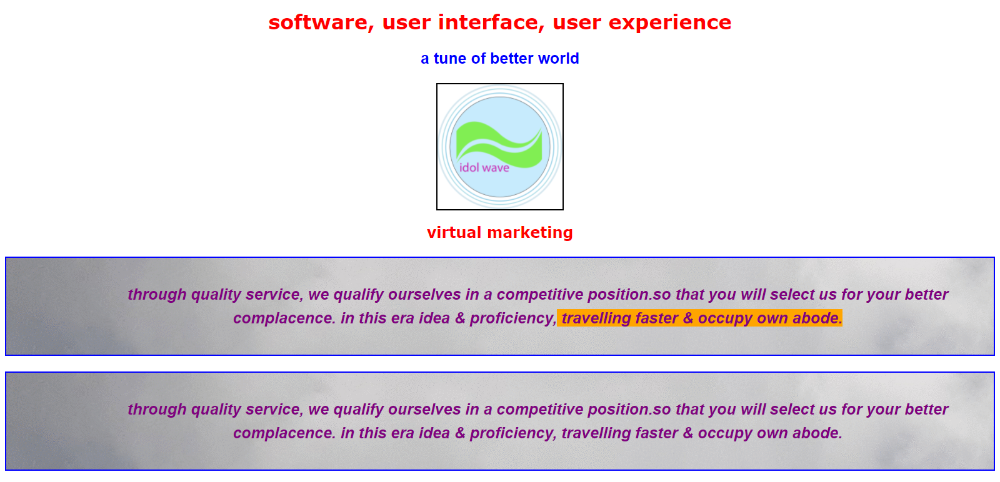 software, user interface, user experience
a tune of better world
idol wave
virtual marketing
through quality service, we qualify ourselves in a competitive position.so that you will select us for your better
complacence. in this era idea & proficiency, travelling faster & occupy own abode.
through quality service, we qualify ourselves in a competitive position.so that you will select us for your better
complacence. in this era idea & proficiency, travelling faster & occupy own abode.